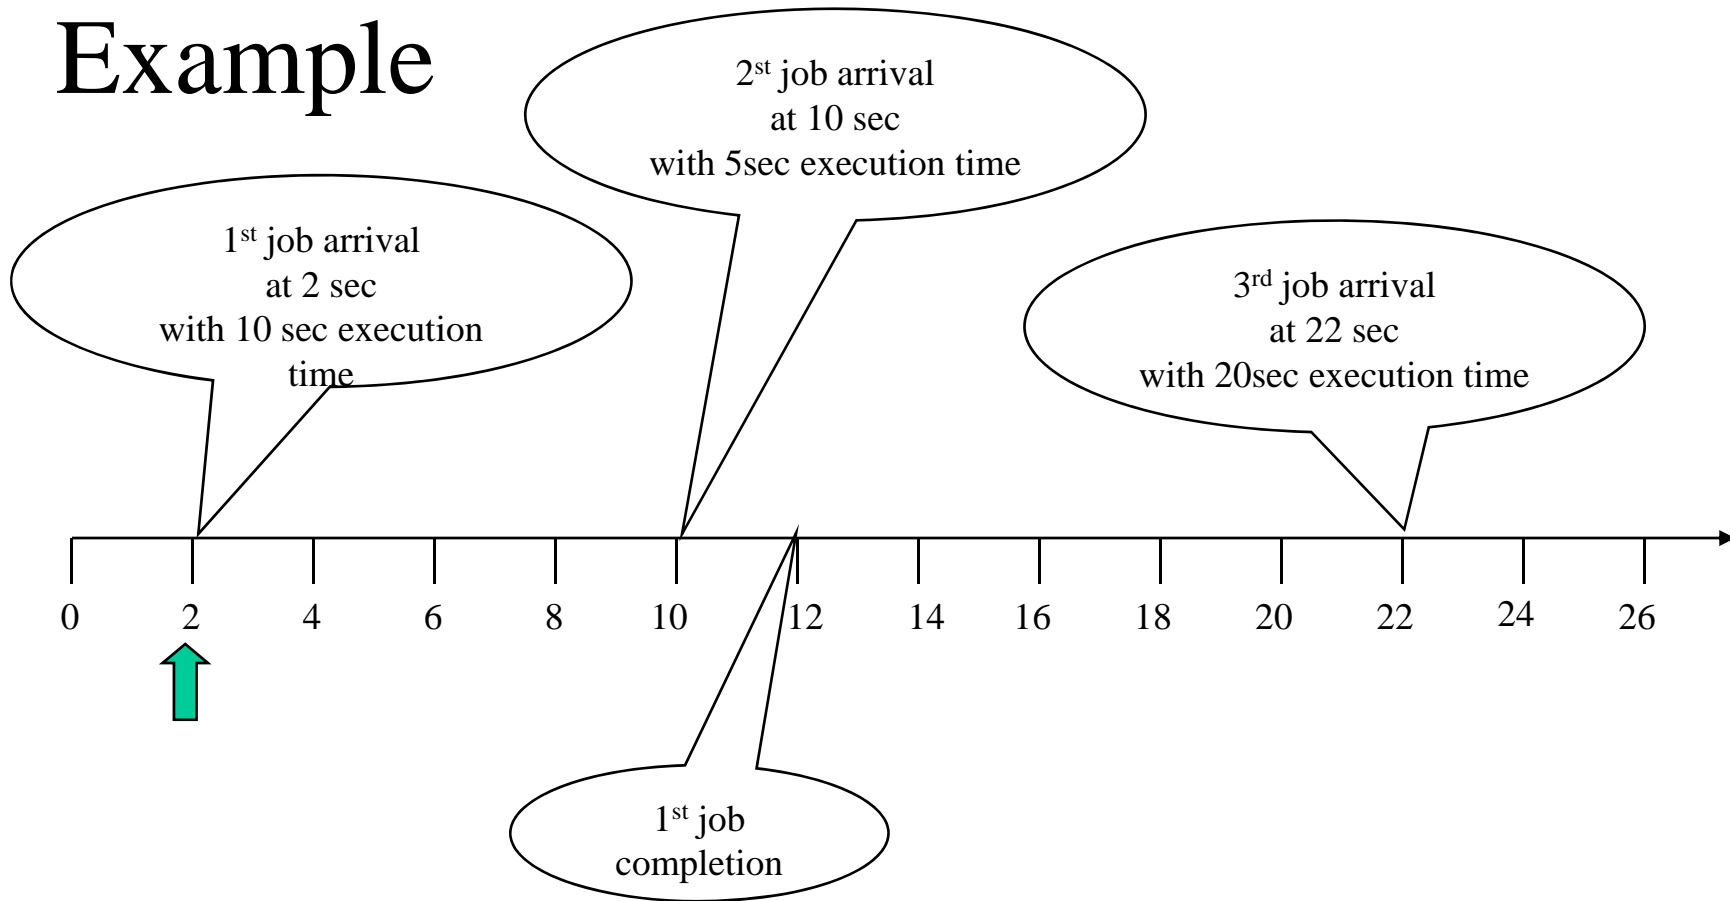 Example
2st job arrival
at 10 sec
with 5sec execution time
1st job arrival
at 2 sec
with 10 sec execution
time
3rd job arrival
at 22 sec
with 20sec execution time
0 2 4 6 8 10 12 14 16 18 20 22 24 26
1st job
completion